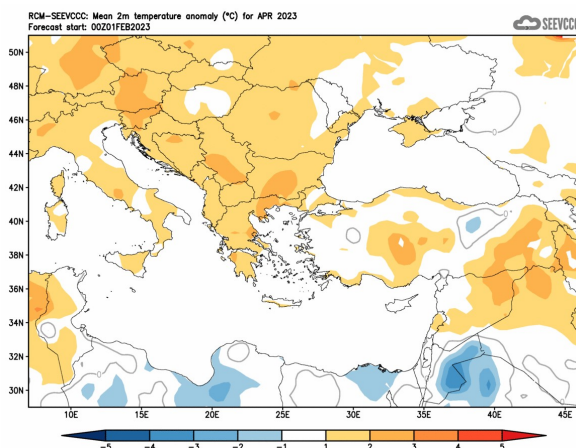 RCM-SEEVCCC: Mean 2m temperature anomaly (°C) for APR 2023
Forecast start: 00Z01FEB2023
SEEVCCC
50N
48N
46N
44N
42N
40N
38N
36N
34N
32N
30N
10E 15E 20E 25E 30E 35E 40E 45E
-5 -4 -3 -2 -1 1 2 3 4 5